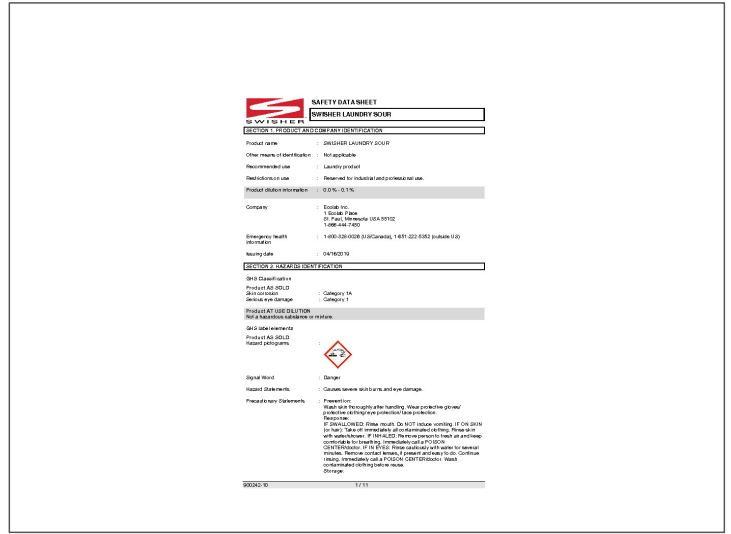 SAFETY DATA SHEET
SWISHER LAUNDRY SOUR
SWISHER
SECTION 1. PRODUCT AND COMPANY IDENTIFICATION
Product name : SWISHER LAUNDRY SOUR
Other means of identification : Not applicable
Recommended use : Laundry product
Restrictions on use : Reserved for industrial and professional use.
Product dilution information : 0.0 % - 0.1 %
Company : Ecolab Inc.
1 Ecolab Place
St. Paul, Minnesota USA 55102
1-866-444-7450
Emergency health : 1-800-328-0026 (US/Canada), 1-651-222-5352 (outside US)
information
Issuing date : 04/16/2019
SECTION 2. HAZARDS IDENTIFICATION
GHS Classification
Product AS SOLD
Skin corrosion : Category 1A
Serious eye damage : Category 1
Product AT USE DILUTION
Not a hazardous substance or mixture.
GHS label elements
Product AS SOLD
Hazard pictograms :
Signal Word : Danger
Hazard Statements : Causes severe skin burns and eye damage.
Precautionary Statements : Prevention:
Wash skin thoroughly after handling. Wear protective gloves/
protective clothing/eye protection/face protection.
Response:
IF SWALLOWED: Rinse mouth. Do NOT induce vomiting. IF ON SKIN
(or hair): Take off immediately all contaminated clothing. Rinse skin
with water/shower. IF INHALED: Remove person to fresh air and keep
comfortable for breathing. Immediately call a POISON
CENTER/doctor. IF IN EYES: Rinse cautiously with water for several
minutes. Remove contact lenses, if present and easy to do. Continue
rinsing. Immediately call a POISON CENTER/doctor. Wash
contaminated clothing before reuse.
Storage:
900242-10 1 / 11